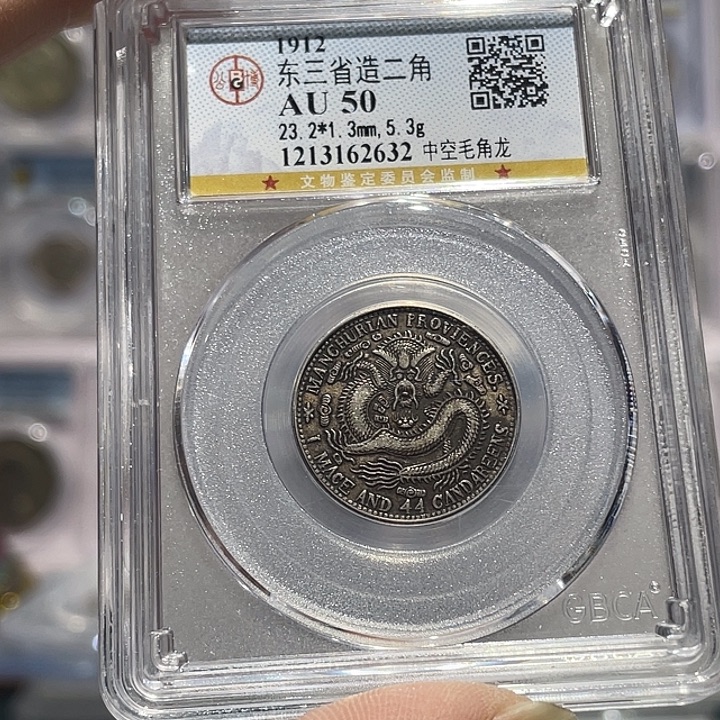 1912
东三省造二角
AU 50
23.2*1.3mm,5.3g
1213162632 中空毛角龙
★ 文物鉴定委员会监制 ★
MANCHURIAN PROVIENCES
1 MACE AND 44 CANDAREENS
GBCA